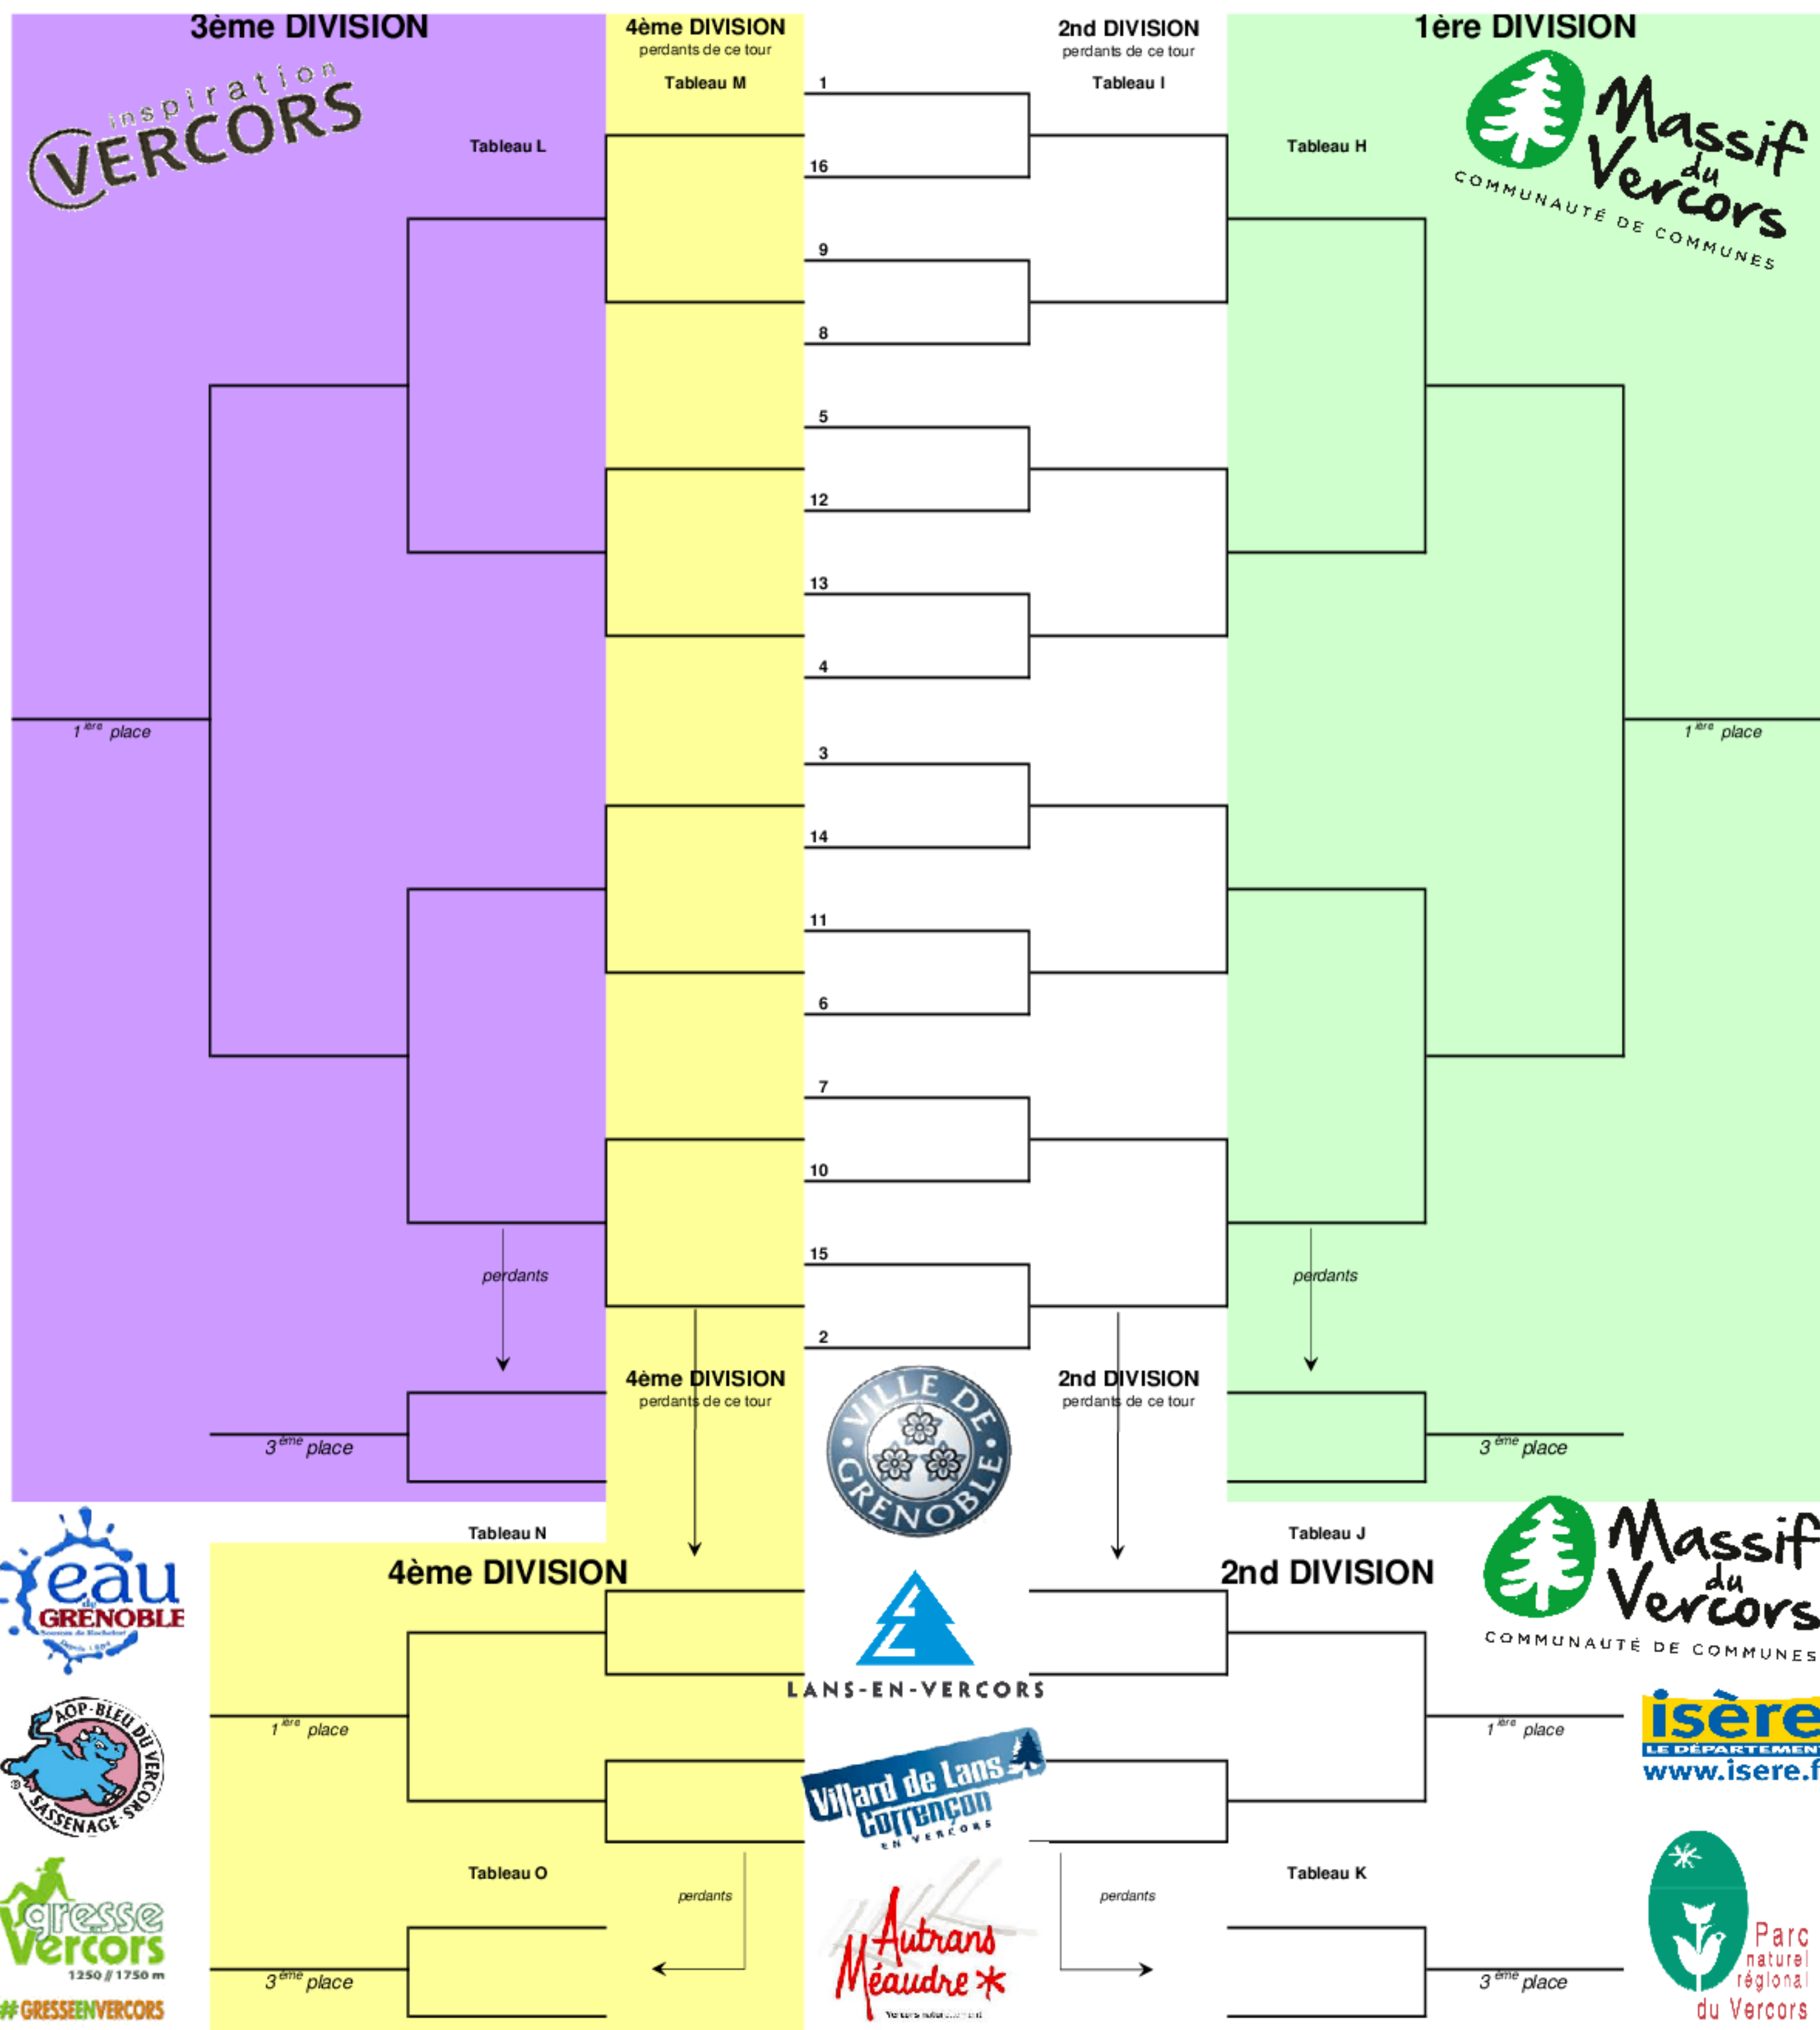 3ème DIVISION
4ème DIVISION
perdants de ce tour
2nd DIVISION
perdants de ce tour
1ère DIVISION
inspiration
VERCORS
Massif
du
Vercors
COMMUNAUTÉ DE COMMUNES
Tableau L
Tableau M
Tableau I
Tableau H
1
16
9
8
5
12
13
4
3
14
11
6
7
10
15
2
1ière place
1ière place
perdants
perdants
4ème DIVISION
perdants de ce tour
2nd DIVISION
perdants de ce tour
VILLE DE
GRENOBLE
3ème place
3ème place
Tableau N
4ème DIVISION
Tableau J
2nd DIVISION
eau
de
GRENOBLE
Massif
du
Vercors
COMMUNAUTÉ DE COMMUNES
LANS-EN-VERCORS
1ière place
1ière place
AOP-BLEU DU VERCORS-
SASSENAGE
Villard de Lans
Corrençon
EN VERCORS
isère
LE DÉPARTEMENT
www.isere.f
Tableau O
perdants
Tableau K
perdants
gresse
Vercors
1250 // 1750 m
#GRESSEENVERCORS
3ème place
3ème place
Autrans
Méaudre
Parc
naturel
régional
du Vercors